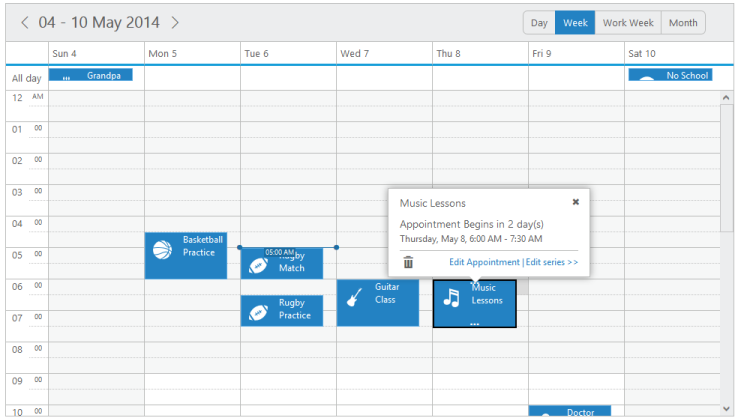 04 - 10 May 2014
Day Week Work Week Month
Sun 4 Mon 5 Tue 6 Wed 7 Thu 8 Fri 9 Sat 10
All day Grandpa No School
12 AM
01 00
02 00
03 00
Music Lessons
Appointment Begins in 2 day(s)
Thursday, May 8, 6:00 AM - 7:30 AM
Edit Appointment | Edit series >>
04 00
Basketball
Practice
05 00
05:00 AM
Rugby
Match
06 00
Guitar
Class
Music
Lessons
Rugby
Practice
07 00
08 00
09 00
10 00
Doctor